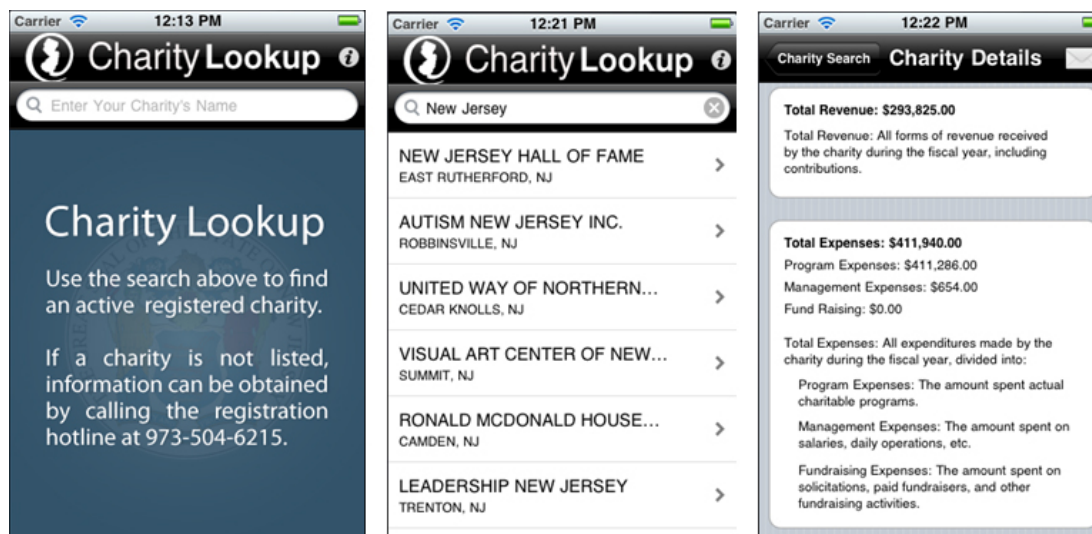 Carrier 12:13 PM
Charity Lookup
Enter Your Charity's Name
Charity Lookup
Use the search above to find
an active registered charity.
If a charity is not listed,
information can be obtained
by calling the registration
hotline at 973-504-6215.
Carrier 12:21 PM
Charity Lookup
New Jersey
NEW JERSEY HALL OF FAME
EAST RUTHERFORD, NJ
AUTISM NEW JERSEY INC.
ROBBINSVILLE, NJ
UNITED WAY OF NORTHERN...
CEDAR KNOLLS, NJ
VISUAL ART CENTER OF NEW...
SUMMIT, NJ
RONALD MCDONALD HOUSE...
CAMDEN, NJ
LEADERSHIP NEW JERSEY
TRENTON, NJ
Carrier 12:22 PM
Charity Search Charity Details
Total Revenue: $293,825.00
Total Revenue: All forms of revenue received
by the charity during the fiscal year, including
contributions.
Total Expenses: $411,940.00
Program Expenses: $411,286.00
Management Expenses: $654.00
Fund Raising: $0.00
Total Expenses: All expenditures made by the
charity during the fiscal year, divided into:
Program Expenses: The amount spent actual
charitable programs.
Management Expenses: The amount spent on
salaries, daily operations, etc.
Fundraising Expenses: The amount spent on
solicitations, paid fundraisers, and other
fundraising activities.